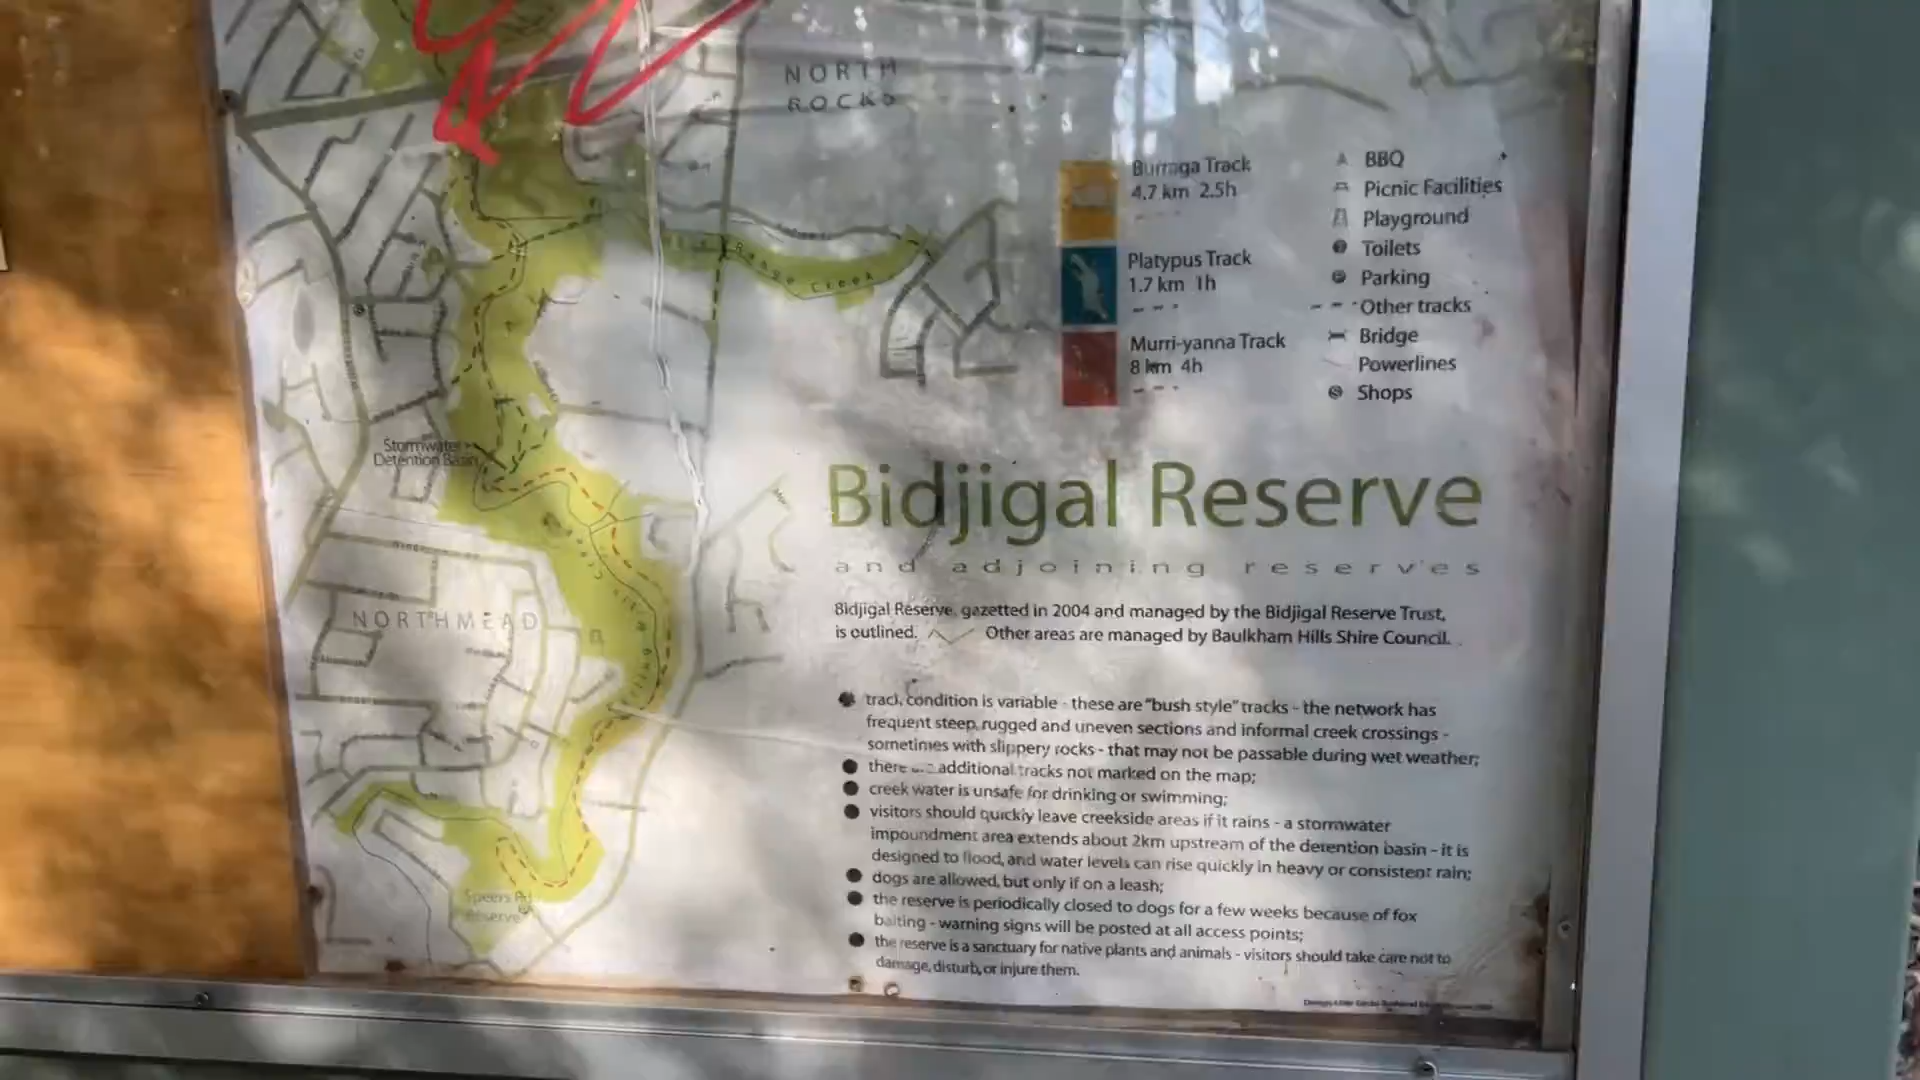 NORTH
ROCKS
Burraga Track
4.7 km 2.5h
Platypus Track
1.7 km 1h
Murri-yanna Track
8 km 4h
BBQ
Picnic Facilities
Playground
Toilets
Parking
Other tracks
Bridge
Powerlines
Shops
Range Creek
Stormwater
Detention Basin
NORTHMEAD
Reserve
Bidjigal Reserve
and adjoining reserves
Bidjigal Reserve, gazetted in 2004 and managed by the Bidjigal Reserve Trust,
is outlined. Other areas are managed by Baulkham Hills Shire Council.
track condition is variable - these are "bush style" tracks - the network has
frequent steep, rugged and uneven sections and informal creek crossings -
sometimes with slippery rocks - that may not be passable during wet weather;
there are additional tracks not marked on the map;
creek water is unsafe for drinking or swimming;
visitors should quickly leave creekside areas if it rains - a stormwater
impoundment area extends about 2km upstream of the detention basin - it is
designed to flood, and water levels can rise quickly in heavy or consistent rain;
dogs are allowed, but only if on a leash;
the reserve is periodically closed to dogs for a few weeks because of fox
baiting - warning signs will be posted at all access points;
the reserve is a sanctuary for native plants and animals - visitors should take care not to
damage, disturb, or injure them.